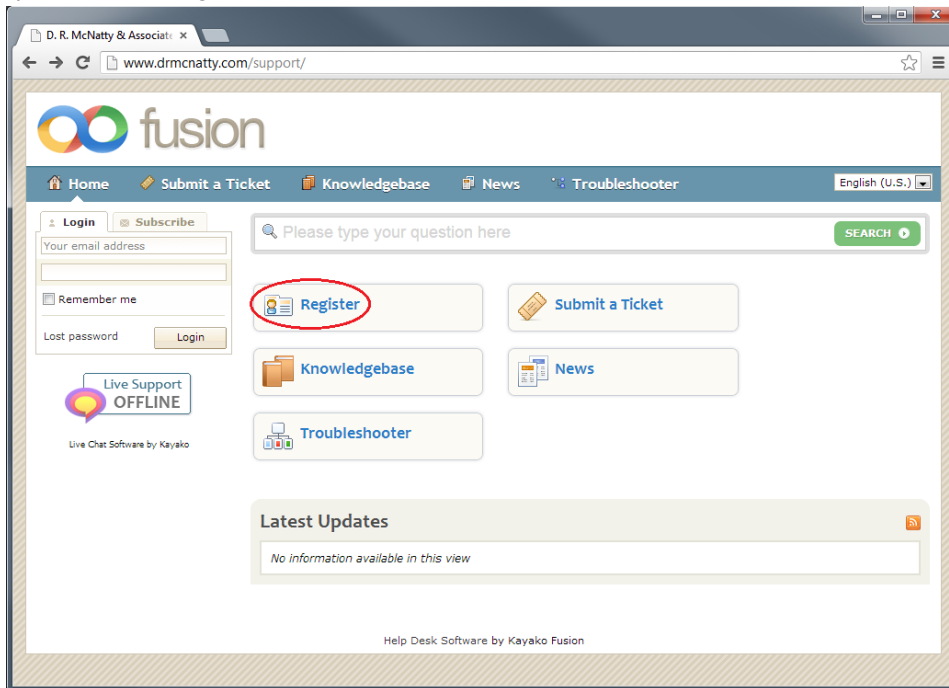 D. R. McNatty & Associate
www.drmcnatty.com/support/
fusion
Home Submit a Ticket Knowledgebase News Troubleshooter English (U.S.)
Login Subscribe
Your email address
Remember me
Lost password Login
Live Support
OFFLINE
Live Chat Software by Kayako
Please type your question here SEARCH
Register Submit a Ticket
Knowledgebase News
Troubleshooter
Latest Updates
No information available in this view
Help Desk Software by Kayako Fusion